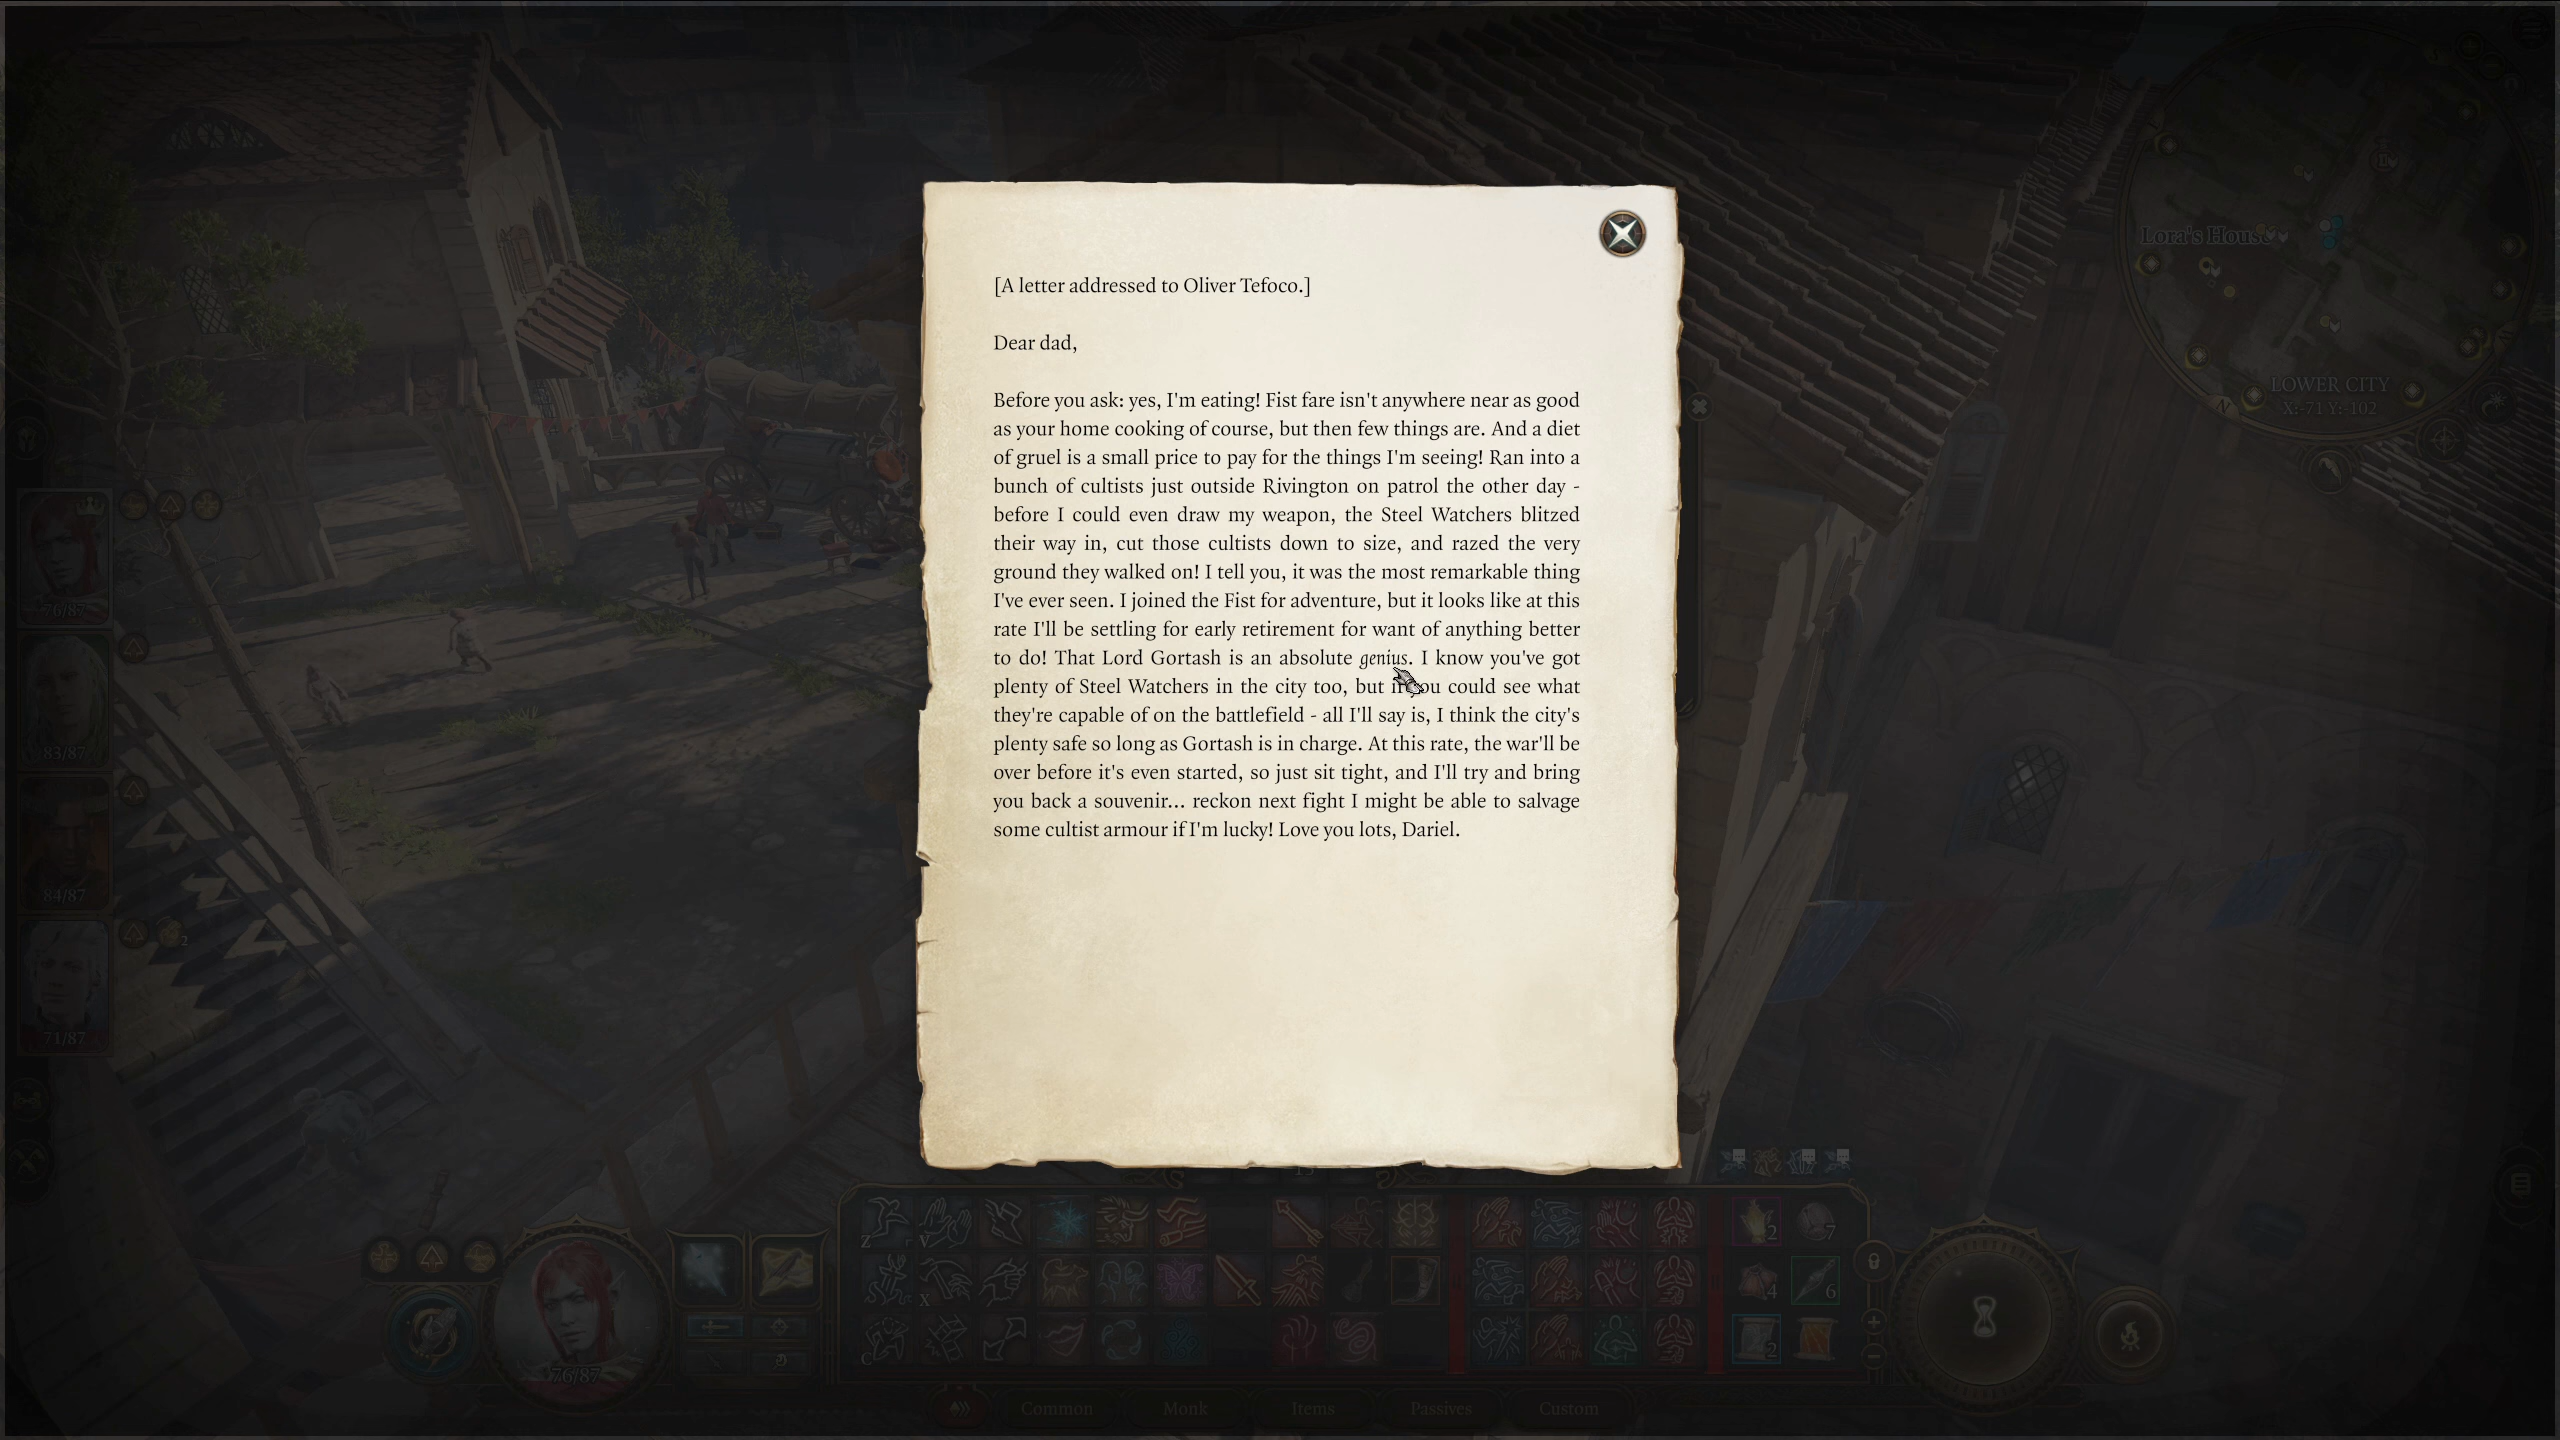 [A letter addressed to Oliver Tefoco.]
Dear dad,
Before you ask: yes, I'm eating! Fist fare isn't anywhere near as good
as your home cooking of course, but then few things are. And a diet
of gruel is a small price to pay for the things I'm seeing! Ran into a
bunch of cultists just outside Rivington on patrol the other day -
before I could even draw my weapon, the Steel Watchers blitzed
their way in, cut those cultists down to size, and razed the very
ground they walked on! I tell you, it was the most remarkable thing
I've ever seen. I joined the Fist for adventure, but it looks like at this
rate I'll be settling for early retirement for want of anything better
to do! That Lord Gortash is an absolute genius. I know you've got
plenty of Steel Watchers in the city too, but if you could see what
they're capable of on the battlefield - all I'll say is, I think the city's
plenty safe so long as Gortash is in charge. At this rate, the war'll be
over before it's even started, so just sit tight, and I'll try and bring
you back a souvenir... reckon next fight I might be able to salvage
some cultist armour if I'm lucky! Love you lots, Dariel.
Lora's House
LOWER CITY
X:-71 Y:-102
76/87
83/87
84/87
2
71/87
Z
V
X
C
2
7
4
6
2
76/87
Common
Monk
Items
Passives
Custom